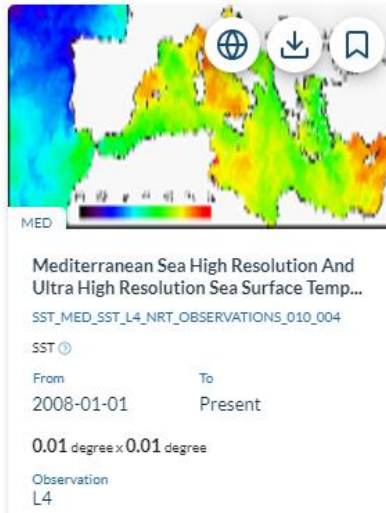 MED
Mediterranean Sea High Resolution And
Ultra High Resolution Sea Surface Temp...
SST_MED_SST_L4_NRT_OBSERVATIONS_010_004
SST
From To
2008-01-01 Present
0.01 degree x 0.01 degree
Observation
L4